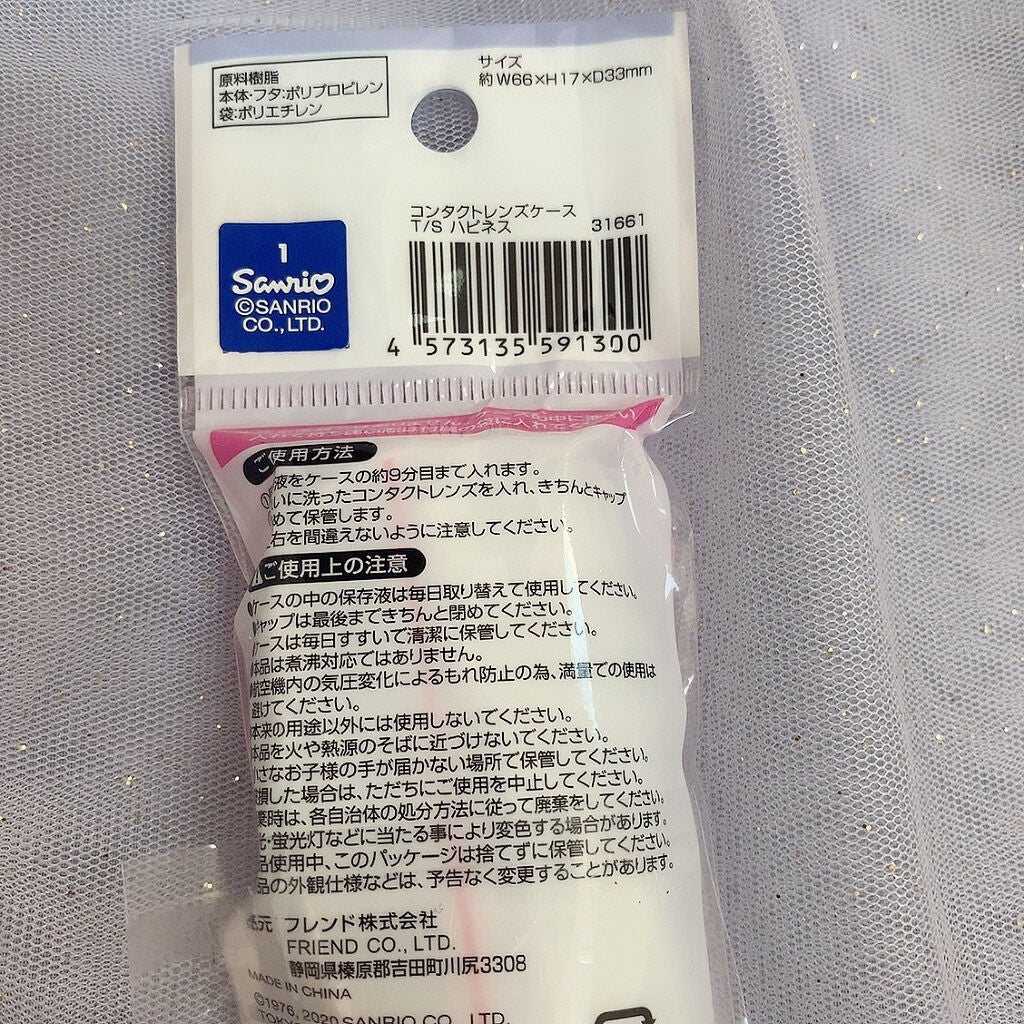 原料樹脂
本体・フタ:ポリプロピレン
袋:ポリエチレン
サイズ
約W66×H17×D33mm
コンタクトレンズケース
T/S ハピネス 31661
4 573135 591300
1
Sanrio
©SANRIO
CO.,LTD.
ご使用方法
液をケースの約9分目まで入れます。
いに洗ったコンタクトレンズを入れ、きちんとキャップ
めて保管します。
右を間違えないように注意してください。
ご使用上の注意
ケースの中の保存液は毎日取り替えて使用してください。
キャップは最後まできちんと閉めてください。
ケースは毎日すすいで清潔に保管してください。
本品は煮沸対応ではありません。
航空機内の気圧変化によるもれ防止の為、満量での使用は
避けてください。
本来の用途以外には使用しないでください。
本品を火や熱源のそばに近づけないでください。
さなお子様の手が届かない場所で保管してください。
損した場合は、ただちにご使用を中止してください。
棄時は、各自治体の処分方法に従って廃棄をしてください。
光・蛍光灯などに当たる事により変色する場合があります。
品使用中、このパッケージは捨てずに保管してください。
品の外観仕様などは、予告なく変更することがあります。
元 フレンド株式会社
FRIEND CO., LTD.
静岡県榛原郡吉田町川尻3308
MADE IN CHINA
©1976, 2020 SANRIO CO., LTD.
TOKYO